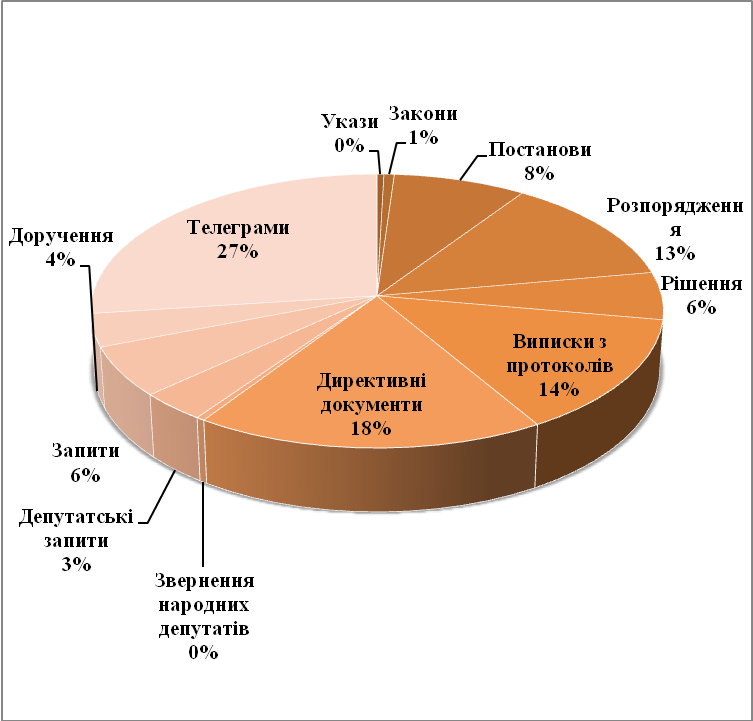 Укази
0%
Закони
1%
Постанови
8%
Розпорядженн
я
13%
Рішення
6%
Виписки з
протоколів
14%
Директивні
документи
18%
Звернення
народних
депутатів
0%
Депутатські
запити
3%
Запити
6%
Доручення
4%
Телеграми
27%